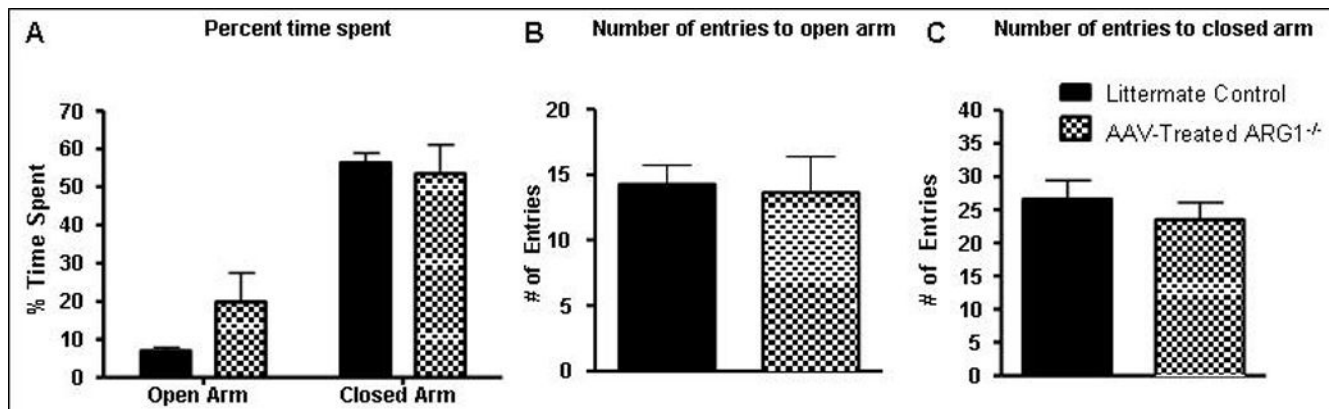 A
Percent time spent
% Time Spent
70
60
50
40
30
20
10
0
Open Arm
Closed Arm
B
Number of entries to open arm
# of Entries
20
15
10
5
0
C
Number of entries to closed arm
Littermate Control
AAV-Treated ARG1-/-
# of Entries
40
35
30
25
20
15
10
5
0